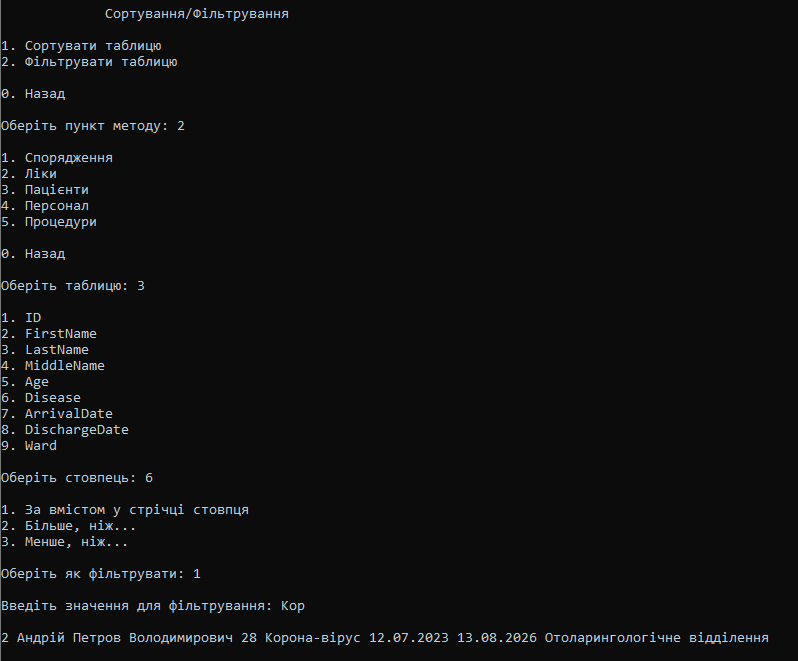 Сортування/Фільтрування
1. Сортувати таблицю
2. Фільтрувати таблицю
0. Назад
Оберіть пункт методу: 2
1. Спорядження
2. Ліки
3. Пацієнти
4. Персонал
5. Процедури
0. Назад
Оберіть таблицю: 3
1. ID
2. FirstName
3. LastName
4. MiddleName
5. Age
6. Disease
7. ArrivalDate
8. DischargeDate
9. Ward
Оберіть стовпець: 6
1. За вмістом у стрічці стовпця
2. Більше, ніж...
3. Менше, ніж...
Оберіть як фільтрувати: 1
Введіть значення для фільтрування: Кор
2 Андрій Петров Володимирович 28 Корона-вірус 12.07.2023 13.08.2026 Отоларингологічне відділення